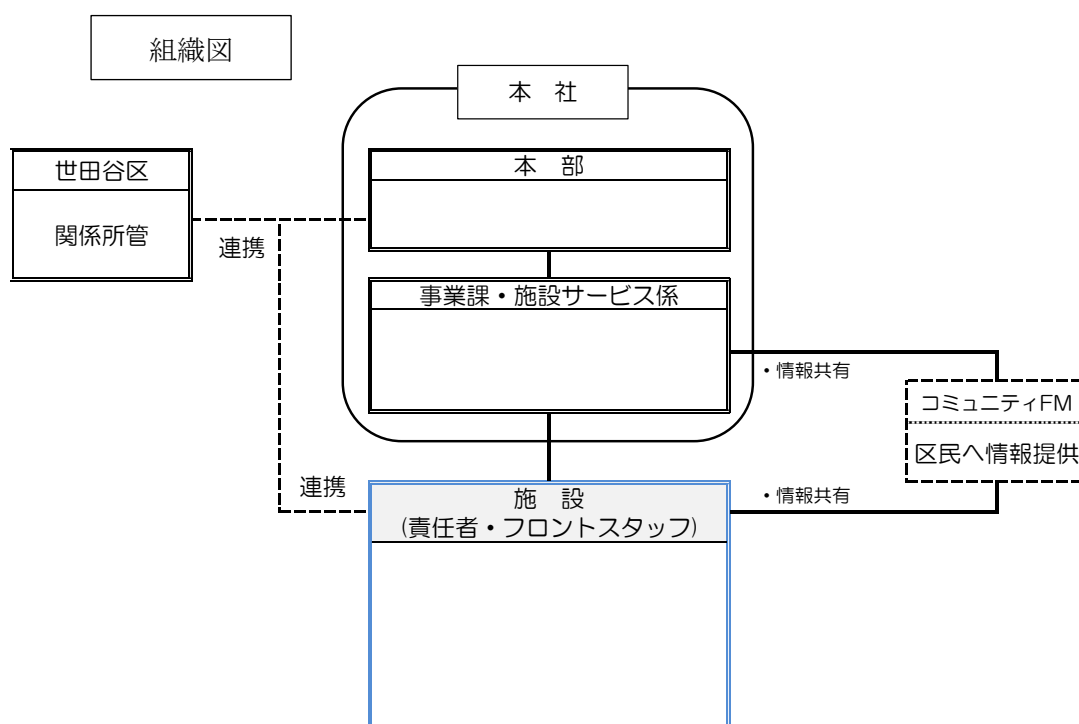 組織図
本　社
世田谷区
関係所管
連携
本　部
事業課・施設サービス係
・情報共有
コミュニティFM
区民へ情報提供
連携
施　設
(責任者・フロントスタッフ)
・情報共有